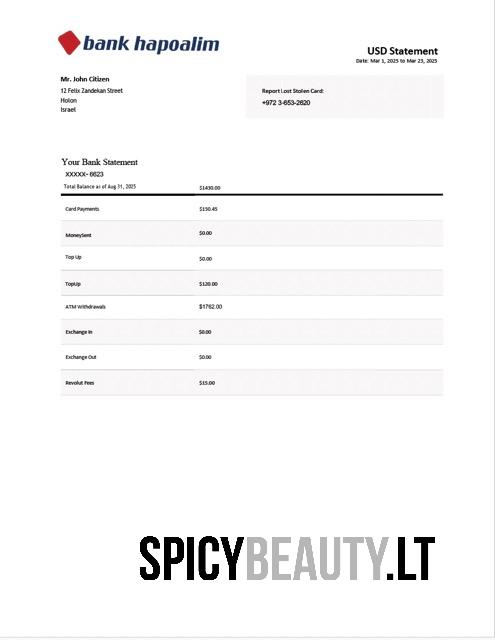 bank hapoalim
USD Statement
Date: Mar 1, 2025 to Mar 23, 2025
Mr. John Citizen
12 Felix Zandekan Street
Holon
Israel
Report Lost Stolen Card:
+972 3-653-2620
Your Bank Statement
XXXXX- 6623
Total Balance as of Aug 31, 2025 $1430.00
Card Payments $150.45
MoneySent $0.00
Top Up $0.00
TopUp $120.00
ATM Withdrawals $1762.00
Exchange In $0.00
Exchange Out $0.00
Revolut Fees $15.00
SPICYBEAUTY.LT